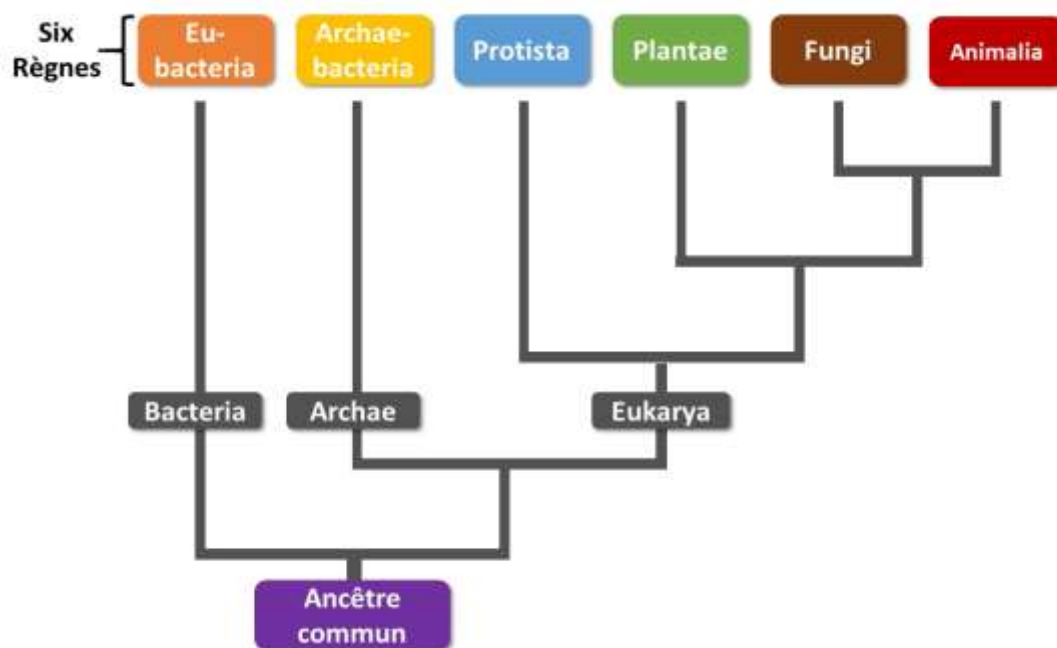 Six
Règnes
Eu-
bacteria
Archae-
bacteria
Protista
Plantae
Fungi
Animalia
Bacteria
Archae
Eukarya
Ancêtre
commun